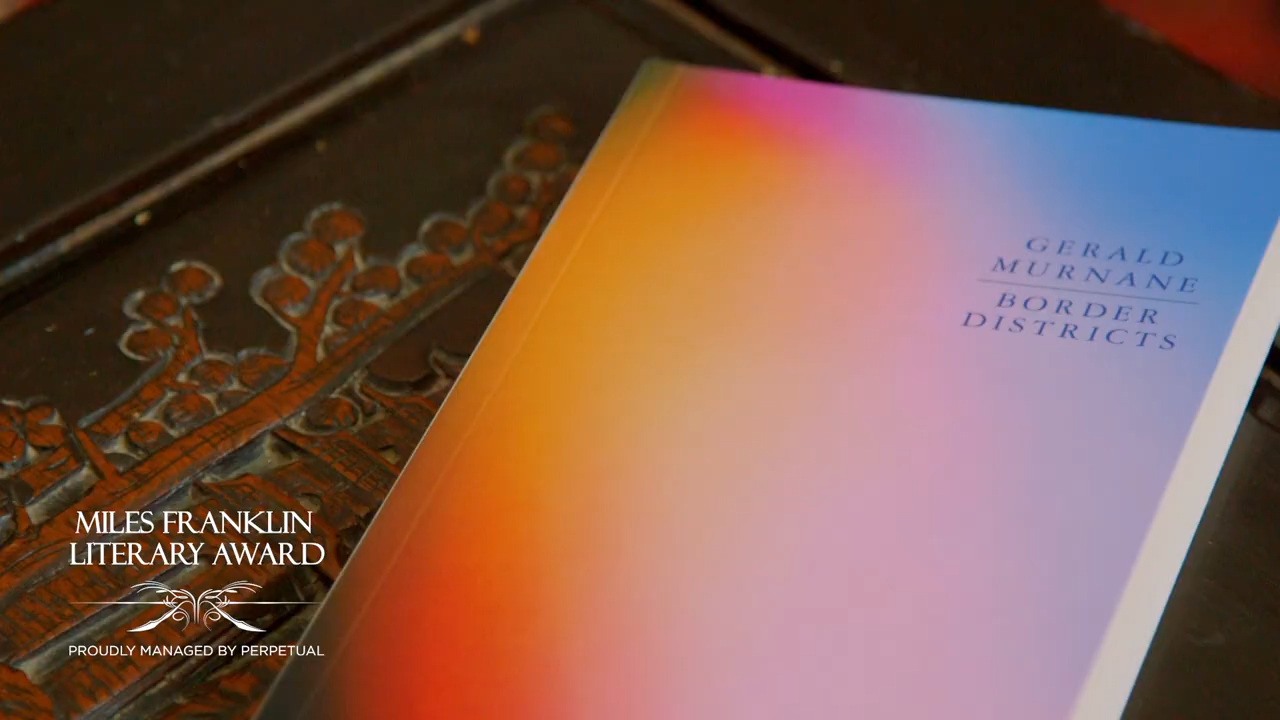 GERALD
MURNANE
BORDER
DISTRICTS
MILES FRANKLIN
LITERARY AWARD
PROUDLY MANAGED BY PERPETUAL